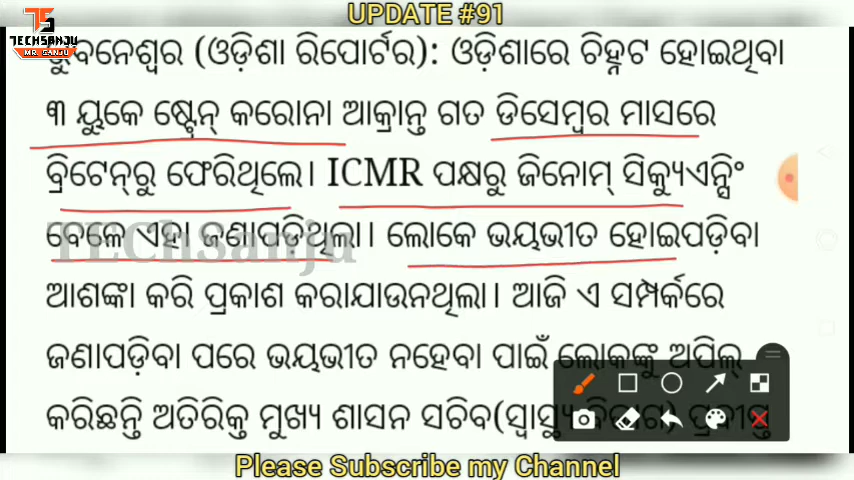 UPDATE #91
TS
TECHSANJU
MR. SANJU
ଭୁବନେଶ୍ୱର (ଓଡ଼ିଶା ରିପୋର୍ଟର): ଓଡ଼ିଶାରେ ଚିହ୍ନଟ ହୋଇଥିବା
୩ ୟୁକେ ଷ୍ଟ୍ରେନ୍ କରୋନା ଆକ୍ରାନ୍ତ ଗତ ଡିସେମ୍ବର ମାସରେ
ବ୍ରିଟେନ୍‌ରୁ ଫେରିଥିଲେ। ICMR ପକ୍ଷରୁ ଜିନୋମ୍ ସିକ୍ୟୁଏନ୍ସିଂ
ବେଳେ ଏହା ଜଣାପଡିଥିଲା। ଲୋକେ ଭୟଭୀତ ହୋଇପଡ଼ିବା
TEChSanju
ଆଶଙ୍କା କରି ପ୍ରକାଶ କରାଯାଉନଥିଲା। ଆଜି ଏ ସମ୍ପର୍କରେ
ଜଣାପଡ଼ିବା ପରେ ଭୟଭୀତ ନହେବା ପାଇଁ ଲୋକଙ୍କୁ ଅପିଲ୍
କରିଛନ୍ତି ଅତିରିକ୍ତ ମୁଖ୍ୟ ଶାସନ ସଚିବ(ସ୍ୱାସ୍ଥ୍ୟ
Please Subscribe my Channel